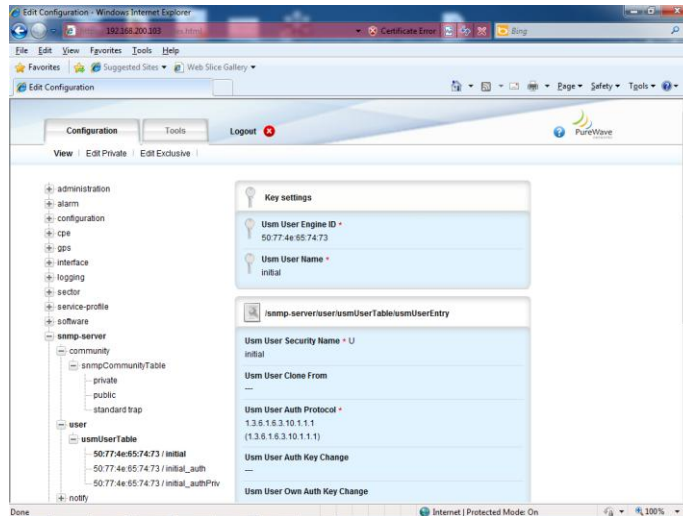 Edit Configuration - Windows Internet Explorer
192.168.200.103
Certificate Error
Bing
File Edit View Favorites Tools Help
Favorites Suggested Sites Web Slice Gallery
Edit Configuration
Page Safety Tools
Configuration Tools Logout
PureWave
View Edit Private Edit Exclusive
administration
alarm
configuration
cpe
gps
interface
logging
sector
service-profile
software
snmp-server
community
snmpCommunityTable
private
public
standard trap
user
usmUserTable
50:77:4e:65:74:73 / initial
50:77:4e:65:74:73 / initial_auth
50:77:4e:65:74:73 / initial_authPriv
notify
Key settings
Usm User Engine ID *
50:77:4e:65:74:73
Usm User Name *
initial
/snmp-server/user/usmUserTable/usmUserEntry
Usm User Security Name * U
initial
Usm User Clone From
—
Usm User Auth Protocol *
1.3.6.1.6.3.10.1.1.1
(1.3.6.1.6.3.10.1.1.1)
Usm User Auth Key Change
—
Usm User Own Auth Key Change
Done
Internet | Protected Mode: On
100%